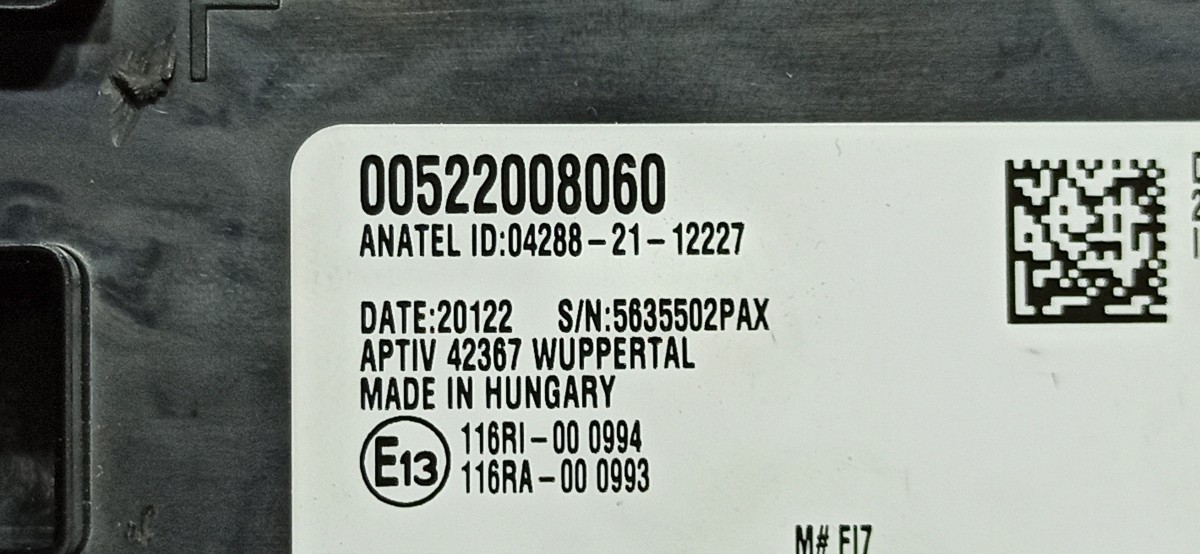 00522008060
ANATEL ID:04288-21-12227
DATE:20122 S/N:5635502PAX
APTIV 42367 WUPPERTAL
MADE IN HUNGARY
E13
116RI-00 0994
116RA-00 0993